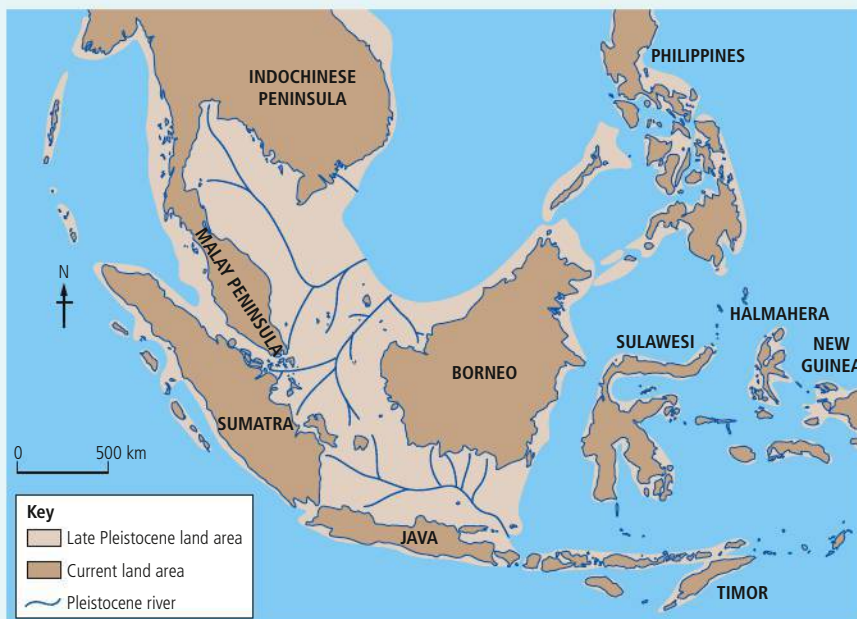 PHILIPPINES
INDOCHINESE
PENINSULA
MALAY PENINSULA
N
HALMAHERA
SULAWESI
NEW
GUINEA
BORNEO
SUMATRA
0 500 km
JAVA
TIMOR
Key
Late Pleistocene land area
Current land area
Pleistocene river